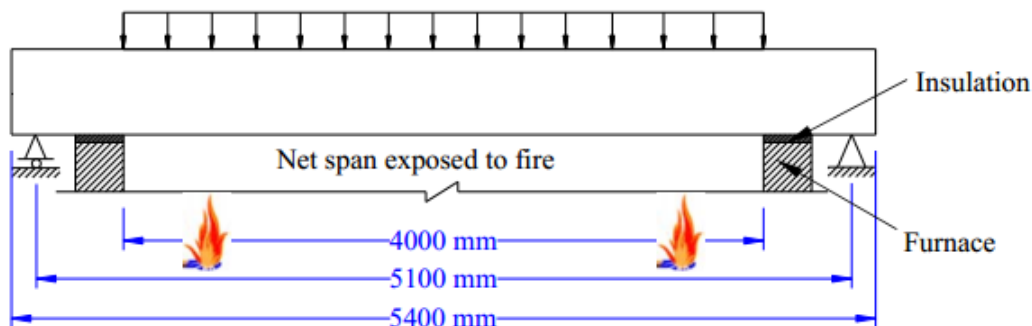 Insulation
Net span exposed to fire
Furnace
4000 mm
5100 mm
5400 mm